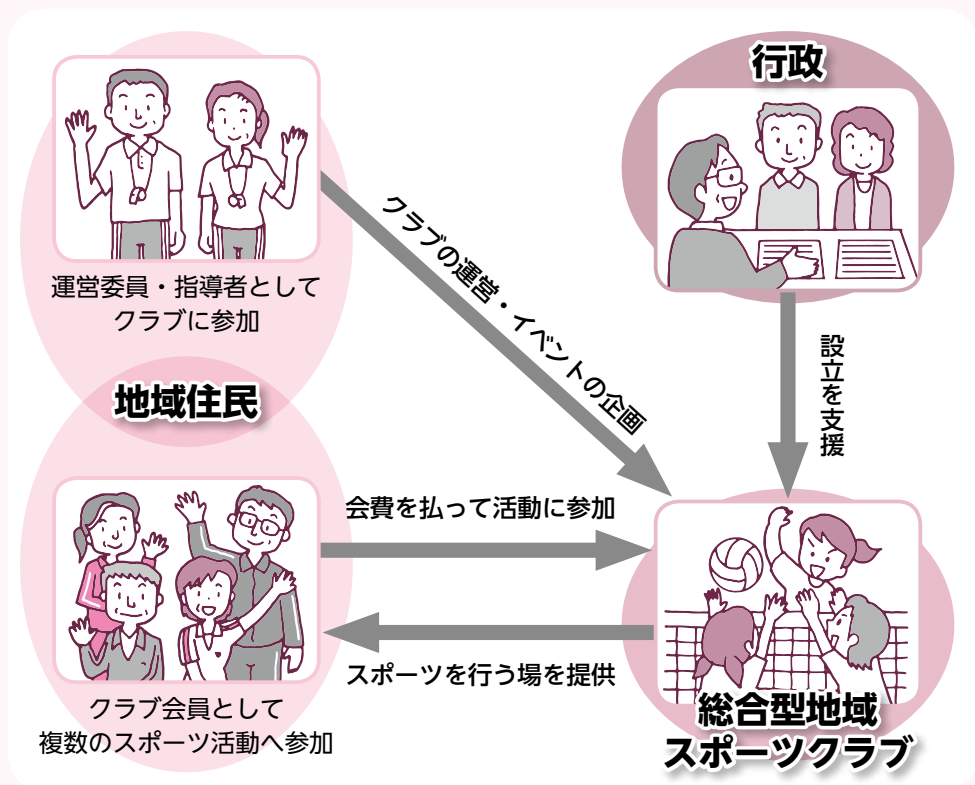 行政
運営委員・指導者として
クラブに参加
クラブの運営・イベントの企画
設立を支援
地域住民
会費を払って活動に参加
スポーツを行う場を提供
クラブ会員として
複数のスポーツ活動へ参加
総合型地域
スポーツクラブ